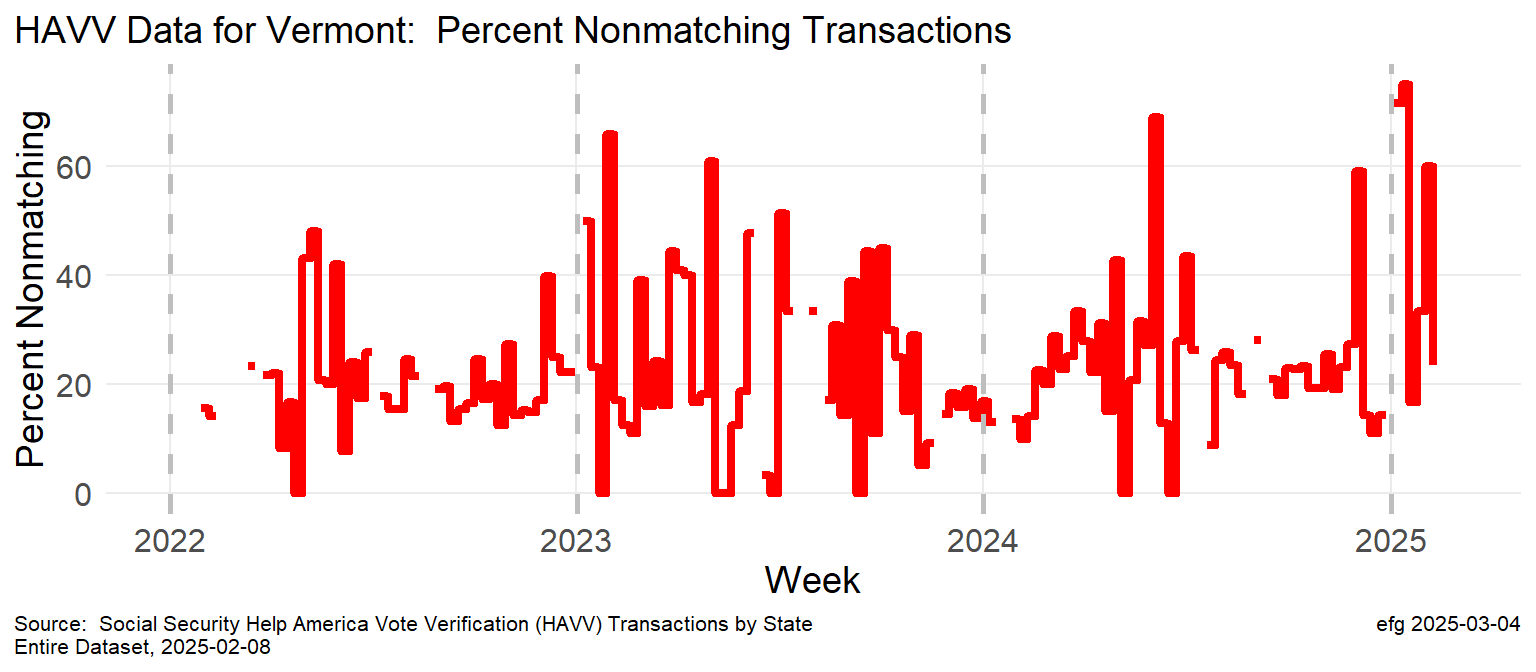 HAVV Data for Vermont:  Percent Nonmatching Transactions
Percent Nonmatching
60
40
20
0
2022 2023 2024 2025
Week
Source:  Social Security Help America Vote Verification (HAVV) Transactions by State
Entire Dataset, 2025-02-08
efg 2025-03-04